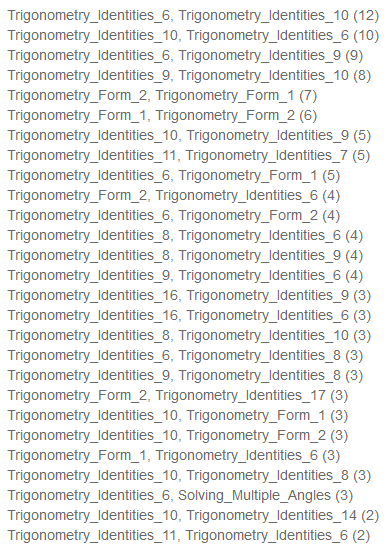 Trigonometry_Identities_6, Trigonometry_Identities_10 (12)
Trigonometry_Identities_10, Trigonometry_Identities_6 (10)
Trigonometry_Identities_6, Trigonometry_Identities_9 (9)
Trigonometry_Identities_9, Trigonometry_Identities_10 (8)
Trigonometry_Form_2, Trigonometry_Form_1 (7)
Trigonometry_Form_1, Trigonometry_Form_2 (6)
Trigonometry_Identities_10, Trigonometry_Identities_9 (5)
Trigonometry_Identities_11, Trigonometry_Identities_7 (5)
Trigonometry_Identities_6, Trigonometry_Form_1 (5)
Trigonometry_Form_2, Trigonometry_Identities_6 (4)
Trigonometry_Identities_6, Trigonometry_Form_2 (4)
Trigonometry_Identities_8, Trigonometry_Identities_6 (4)
Trigonometry_Identities_8, Trigonometry_Identities_9 (4)
Trigonometry_Identities_9, Trigonometry_Identities_6 (4)
Trigonometry_Identities_16, Trigonometry_Identities_9 (3)
Trigonometry_Identities_16, Trigonometry_Identities_6 (3)
Trigonometry_Identities_8, Trigonometry_Identities_10 (3)
Trigonometry_Identities_6, Trigonometry_Identities_8 (3)
Trigonometry_Identities_9, Trigonometry_Identities_8 (3)
Trigonometry_Form_2, Trigonometry_Identities_17 (3)
Trigonometry_Identities_10, Trigonometry_Form_1 (3)
Trigonometry_Identities_10, Trigonometry_Form_2 (3)
Trigonometry_Form_1, Trigonometry_Identities_6 (3)
Trigonometry_Identities_10, Trigonometry_Identities_8 (3)
Trigonometry_Identities_6, Solving_Multiple_Angles (3)
Trigonometry_Identities_10, Trigonometry_Identities_14 (2)
Trigonometry_Identities_11, Trigonometry_Identities_6 (2)